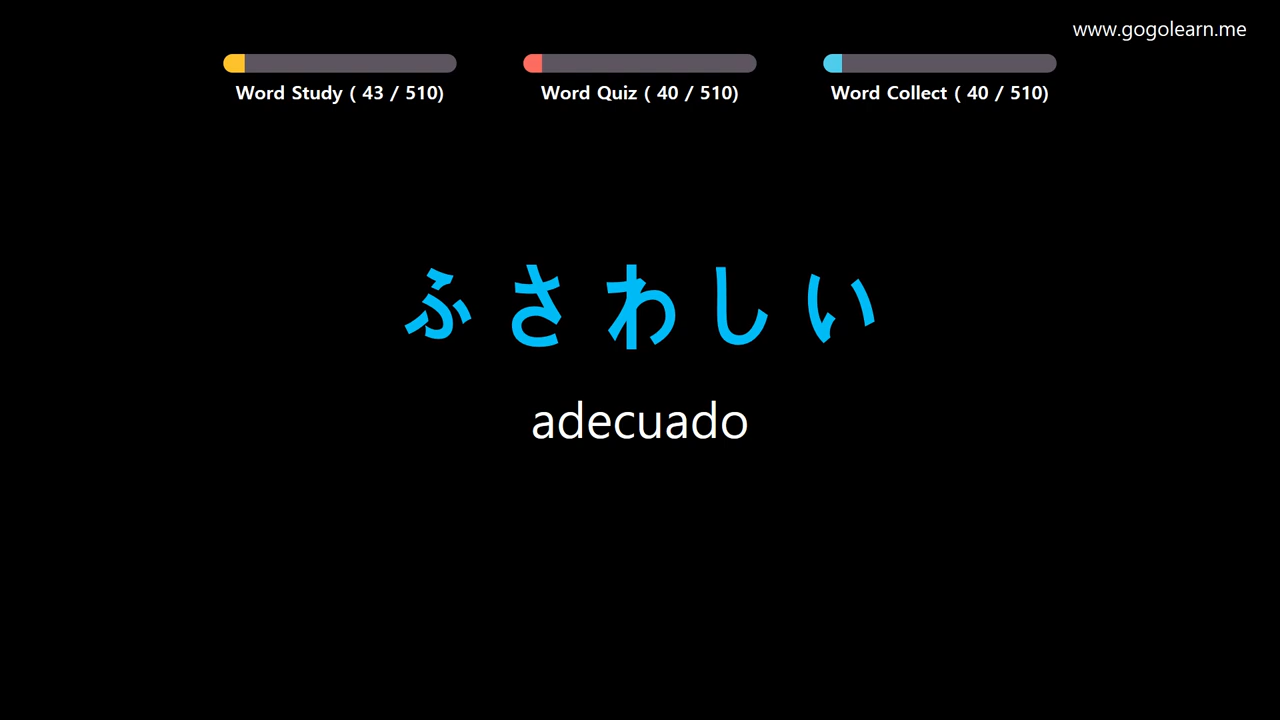 www.gogolearn.me
Word Study ( 43 / 510)
Word Quiz ( 40 / 510)
Word Collect ( 40 / 510)
ふさわしい
adecuado